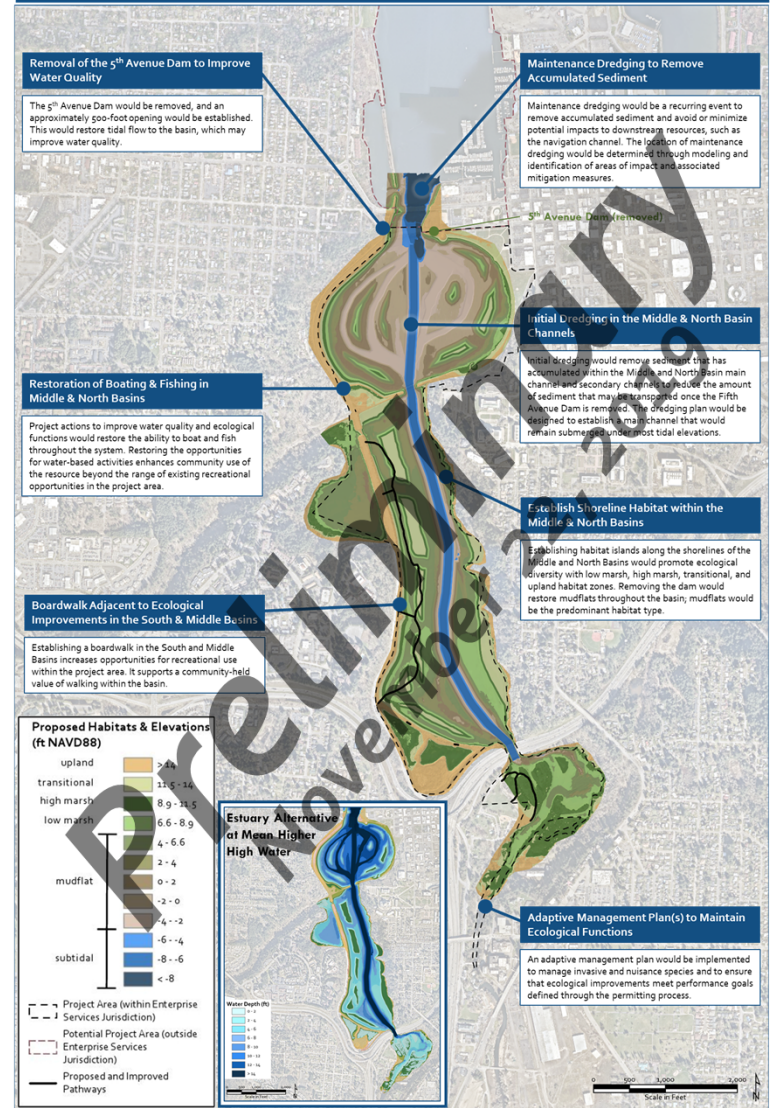 Removal of the 5th Avenue Dam to Improve
Water Quality
The 5th Avenue Dam would be removed, and an
approximately 500-foot opening would be established.
This would restore tidal flow to the basin, which may
improve water quality.
Maintenance Dredging to Remove
Accumulated Sediment
Maintenance dredging would be a recurring event to
remove accumulated sediment and avoid or minimize
potential impacts to downstream resources, such as
the navigation channel. The location of maintenance
dredging would be determined through modeling and
identification of areas of impact and associated
mitigation measures.
5th Avenue Dam (removed)
Initial Dredging in the Middle & North Basin
Channels
Initial dredging would remove sediment that has
accumulated within the Middle and North Basin main
channel and secondary channels to reduce the amount
of sediment that may be transported once the Fifth
Avenue Dam is removed. The dredging plan would be
designed to establish a main channel that would
remain submerged under most tidal elevations.
Restoration of Boating & Fishing in
Middle & North Basins
Project actions to improve water quality and ecological
functions would restore the ability to boat and fish
throughout the system. Restoring the opportunities
for water-based activities enhances community use of
the resource beyond the range of existing recreational
opportunities in the project area.
Establish Shoreline Habitat within the
Middle & North Basins
Establishing habitat islands along the shorelines of the
Middle and North Basins would promote ecological
diversity with low marsh, high marsh, transitional, and
upland habitat zones. Removing the dam would
restore mudflats throughout the basin; mudflats would
be the predominant habitat type.
Boardwalk Adjacent to Ecological
Improvements in the South & Middle Basins
Establishing a boardwalk in the South and Middle
Basins increases opportunities for recreational use
within the project area. It supports a community-held
value of walking within the basin.
Preliminary
November 22, 2019
Proposed Habitats & Elevations
(ft NAVD88)
upland > 14
transitional 11.5 - 14
high marsh 8.9 - 11.5
low marsh 6.6 - 8.9
4 - 6.6
2 - 4
mudflat 0 - 2
-2 - 0
-4 - -2
-6 - -4
subtidal -8 - -6
< -8
Project Area (within Enterprise
Services Jurisdiction)
Potential Project Area (outside
Enterprise Services
Jurisdiction)
Proposed and Improved
Pathways
Estuary Alternative
at Mean Higher
High Water
Water Depth (ft)
0 - 2
2 - 4
4 - 6
6 - 8
8 - 10
10 - 12
12 - 14
> 14
Adaptive Management Plan(s) to Maintain
Ecological Functions
An adaptive management plan would be implemented
to manage invasive and nuisance species and to ensure
that ecological improvements meet performance goals
defined through the permitting process.
0 500 1,000 2,000
Scale in Feet
N